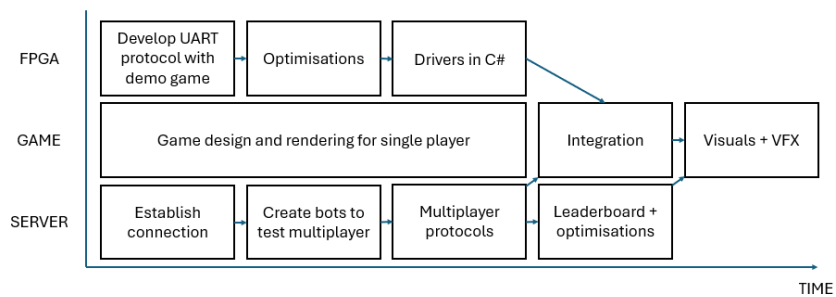 FPGA
Develop UART
protocol with
demo game
Optimisations
Drivers in C#
GAME
Game design and rendering for single player
Integration
Visuals + VFX
SERVER
Establish
connection
Create bots to
test multiplayer
Multiplayer
protocols
Leaderboard +
optimisations
TIME